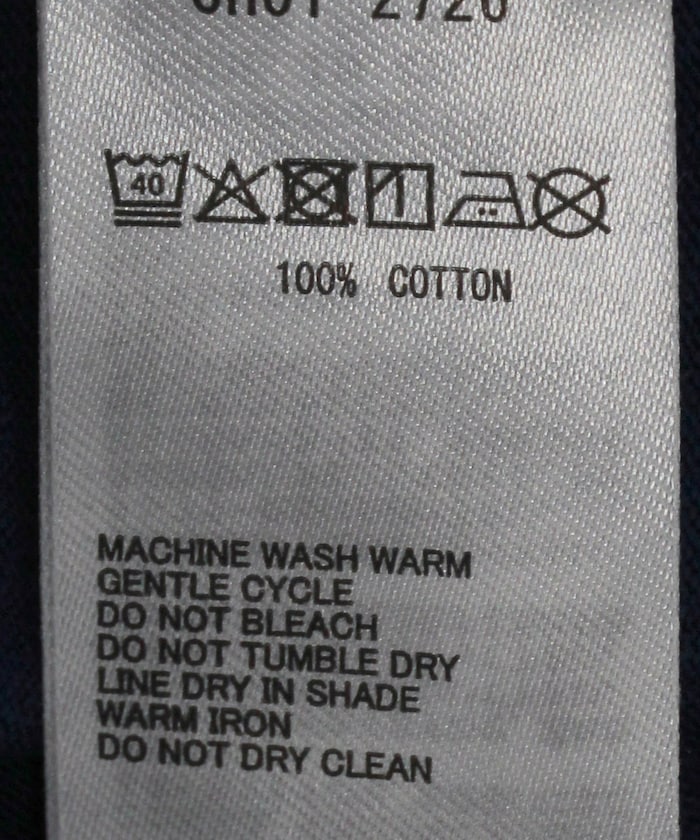 40
100% COTTON
MACHINE WASH WARM
GENTLE CYCLE
DO NOT BLEACH
DO NOT TUMBLE DRY
LINE DRY IN SHADE
WARM IRON
DO NOT DRY CLEAN